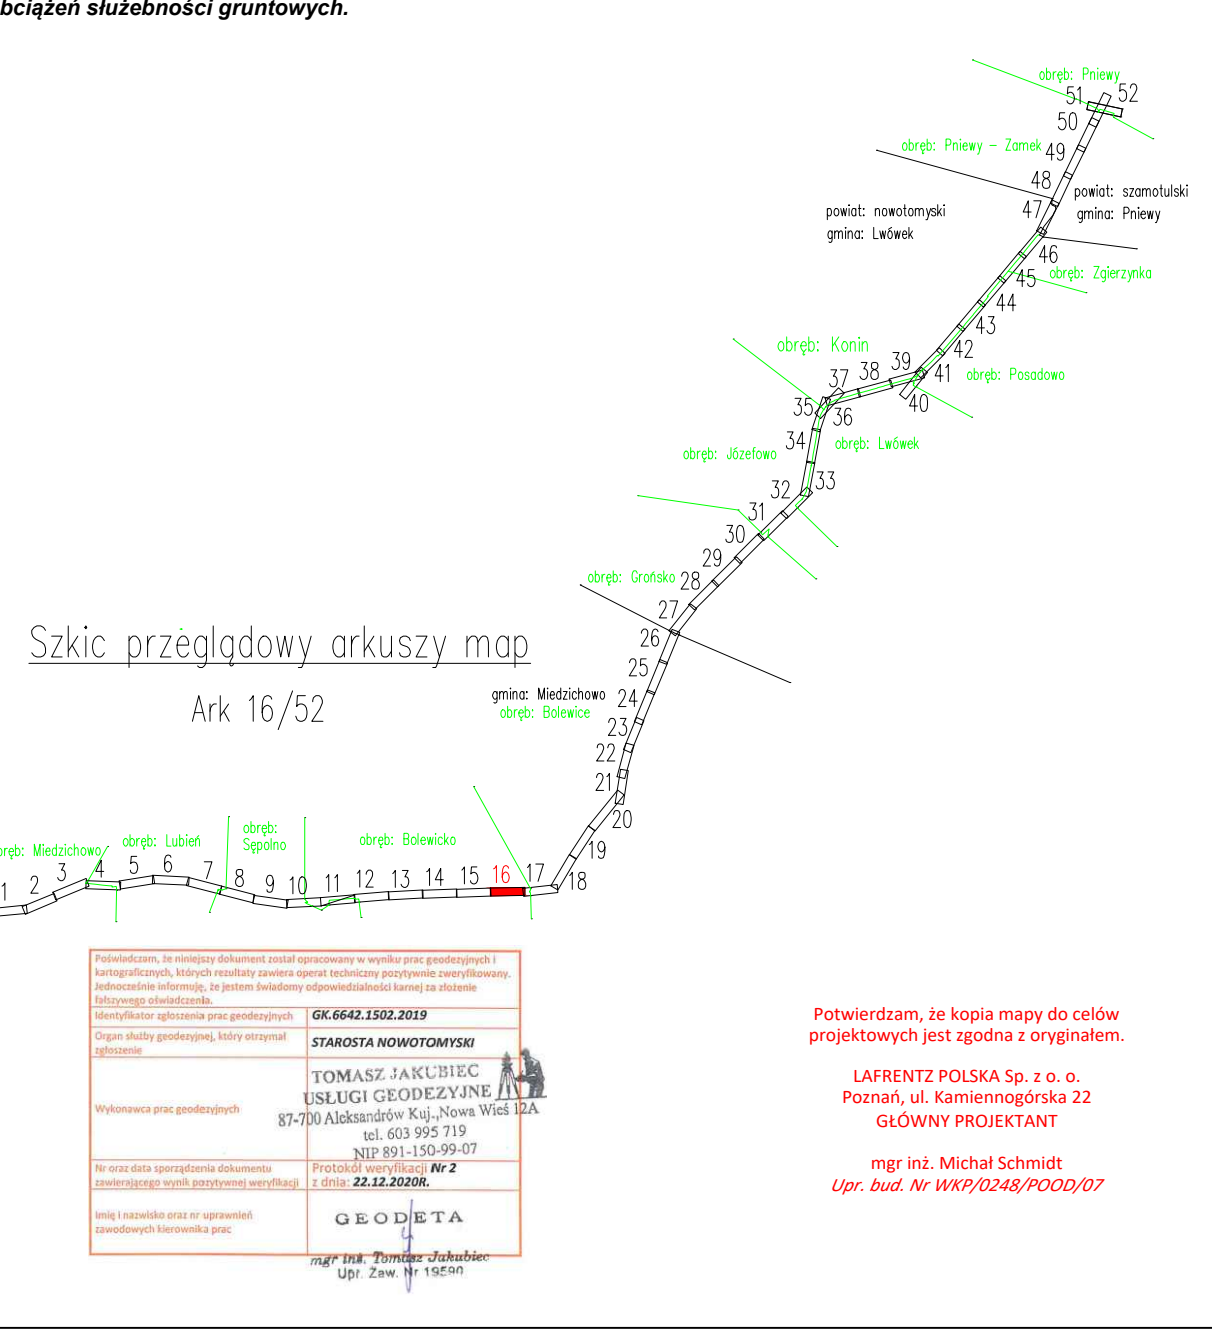 bciążeń służebności gruntowych.
obręb: Pniewy
51 52
50
obręb: Pniewy – Zamek 49
48
powiat: szamotulski
gmina: Pniewy
47
powiat: nowotomyski
gmina: Lwówek
46
45 obręb: Zgierzynka
44
43
obręb: Konin
42
37 38 39 41 obręb: Posadowo
35 36 40
34 obręb: Lwówek
obręb: Józefowo
33
32
31
30
29
obręb: Grońsko 28
27
26
Szkic przeglądowy arkuszy map
25
gmina: Miedzichowo
obręb: Bolewice
24
Ark 16/52
23
22
21
20
obręb: Sępolno
obręb: Lubień
obręb: Bolewicko
ręb: Miedzichowo
19
1 2 3 4 5 6 7 8 9 10 11 12 13 14 15 16 17 18
Poświadczam, że niniejszy dokument został opracowany w wyniku prac geodezyjnych i
kartograficznych, których rezultaty zawiera operat techniczny pozytywnie zweryfikowany.
Jednocześnie informuję, że jestem świadomy odpowiedzialności karnej za złożenie
fałszywego oświadczenia.
Identyfikator zgłoszenia prac geodezyjnych GK.6642.1502.2019
Organ służby geodezyjnej, który otrzymał
zgłoszenie
STAROSTA NOWOTOMYSKI
Wykonawca prac geodezyjnych
TOMASZ JAKUBIEC
USŁUGI GEODEZYJNE
87-700 Aleksandrów Kuj.,Nowa Wieś 12A
tel. 603 995 719
NIP 891-150-99-07
Nr oraz data sporządzenia dokumentu
zawierającego wynik pozytywnej weryfikacji
Protokół weryfikacji Nr 2
z dnia: 22.12.2020R.
Imię i nazwisko oraz nr uprawnień
zawodowych kierownika prac
GEODETA
mgr inż. Tomasz Jakubiec
Upr. Zaw. Nr 19590
Potwierdzam, że kopia mapy do celów
projektowych jest zgodna z oryginałem.
LAFRENTZ POLSKA Sp. z o. o.
Poznań, ul. Kamiennogórska 22
GŁÓWNY PROJEKTANT
mgr inż. Michał Schmidt
Upr. bud. Nr WKP/0248/POOD/07